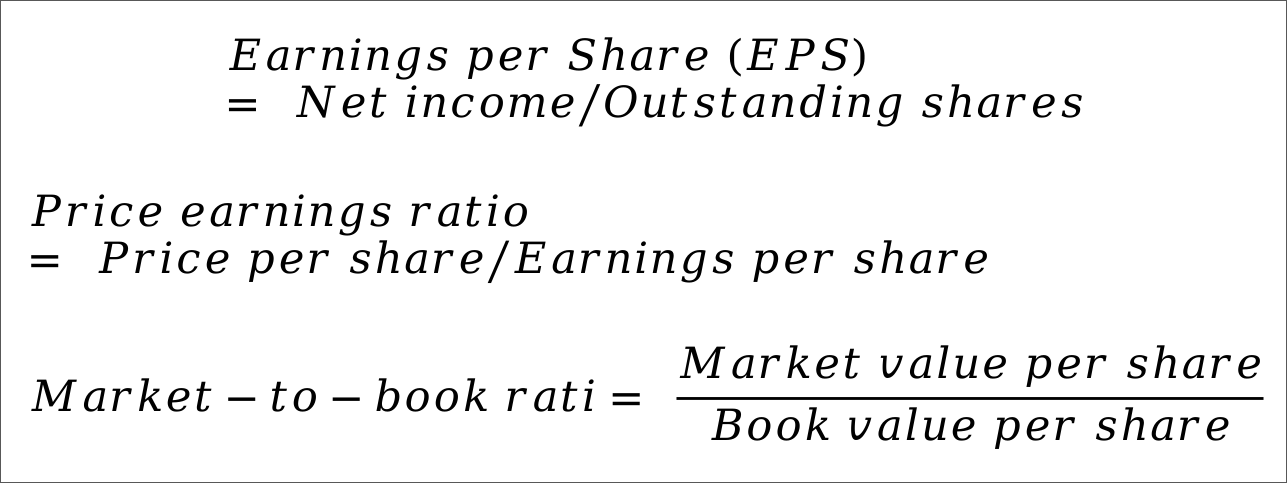 Earnings per Share (EPS)
= Net income/Outstanding shares
Price earnings ratio
= Price per share/Earnings per share
Market − to − book rati = Market value per share
Book value per share